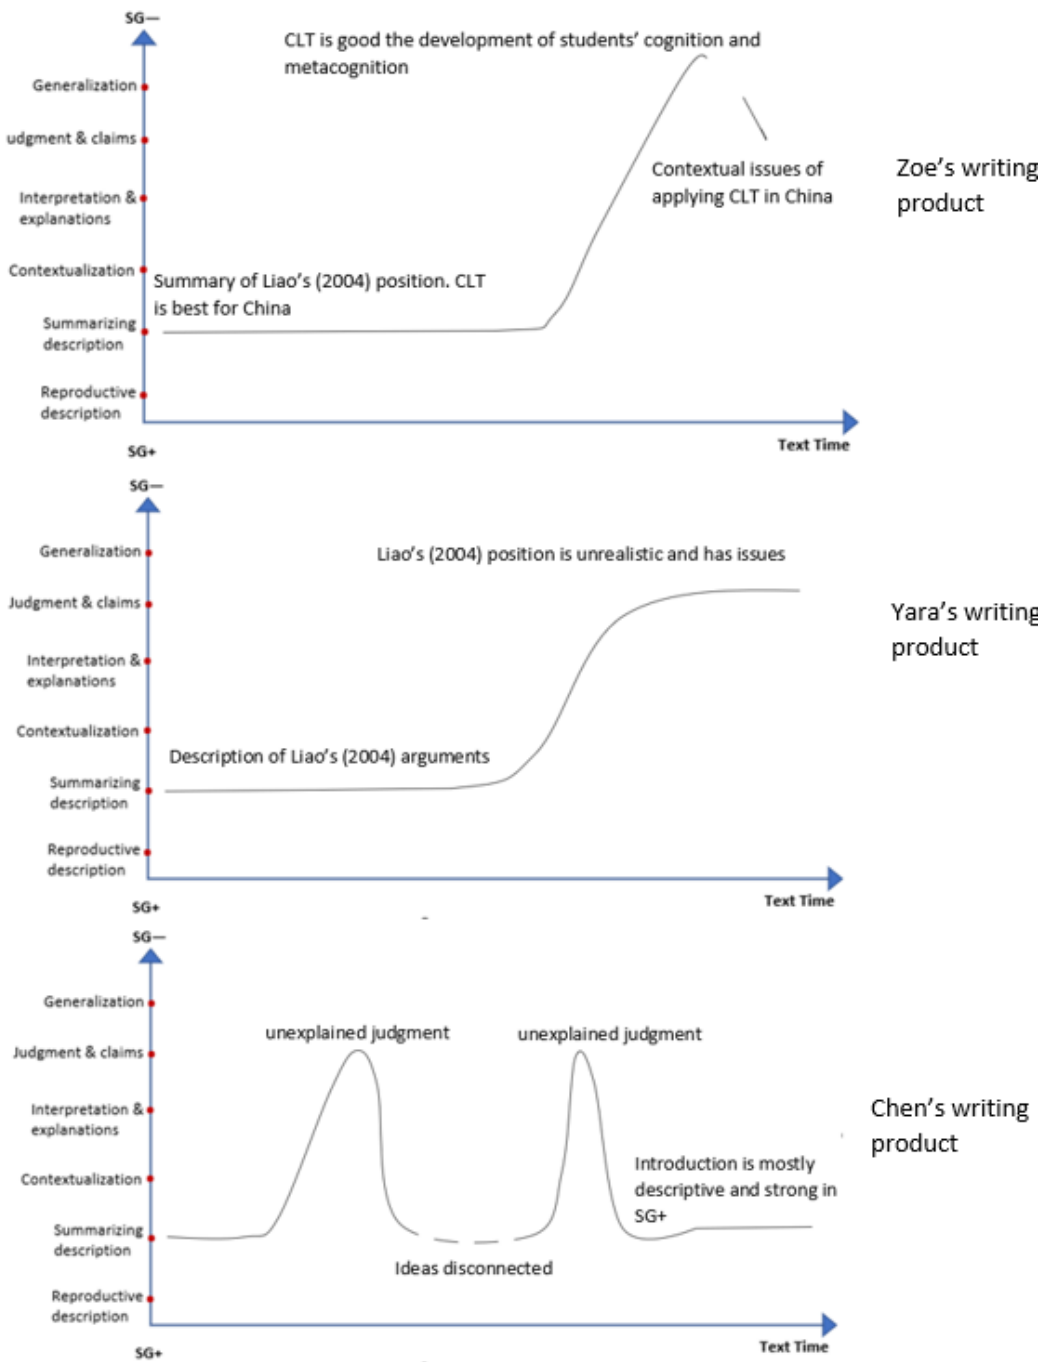 SG—
CLT is good the development of students' cognition and
metacognition
Generalization
udgment & claims
Interpretation &
explanations
Contextual issues of
applying CLT in China
Zoe's writing
product
Contextualization
Summary of Liao's (2004) position. CLT
is best for China
Summarizing
description
Reproductive
description
Text Time
SG+
SG—
Generalization
Liao's (2004) position is unrealistic and has issues
Judgment & claims
Yara's writing
product
Interpretation &
explanations
Contextualization
Description of Liao's (2004) arguments
Summarizing
description
Reproductive
description
Text Time
SG+
SG—
Generalization
unexplained judgment
unexplained judgment
Judgment & claims
Interpretation &
explanations
Chen's writing
product
Contextualization
Introduction is mostly
descriptive and strong in
SG+
Summarizing
description
Ideas disconnected
Reproductive
description
Text Time
SG+